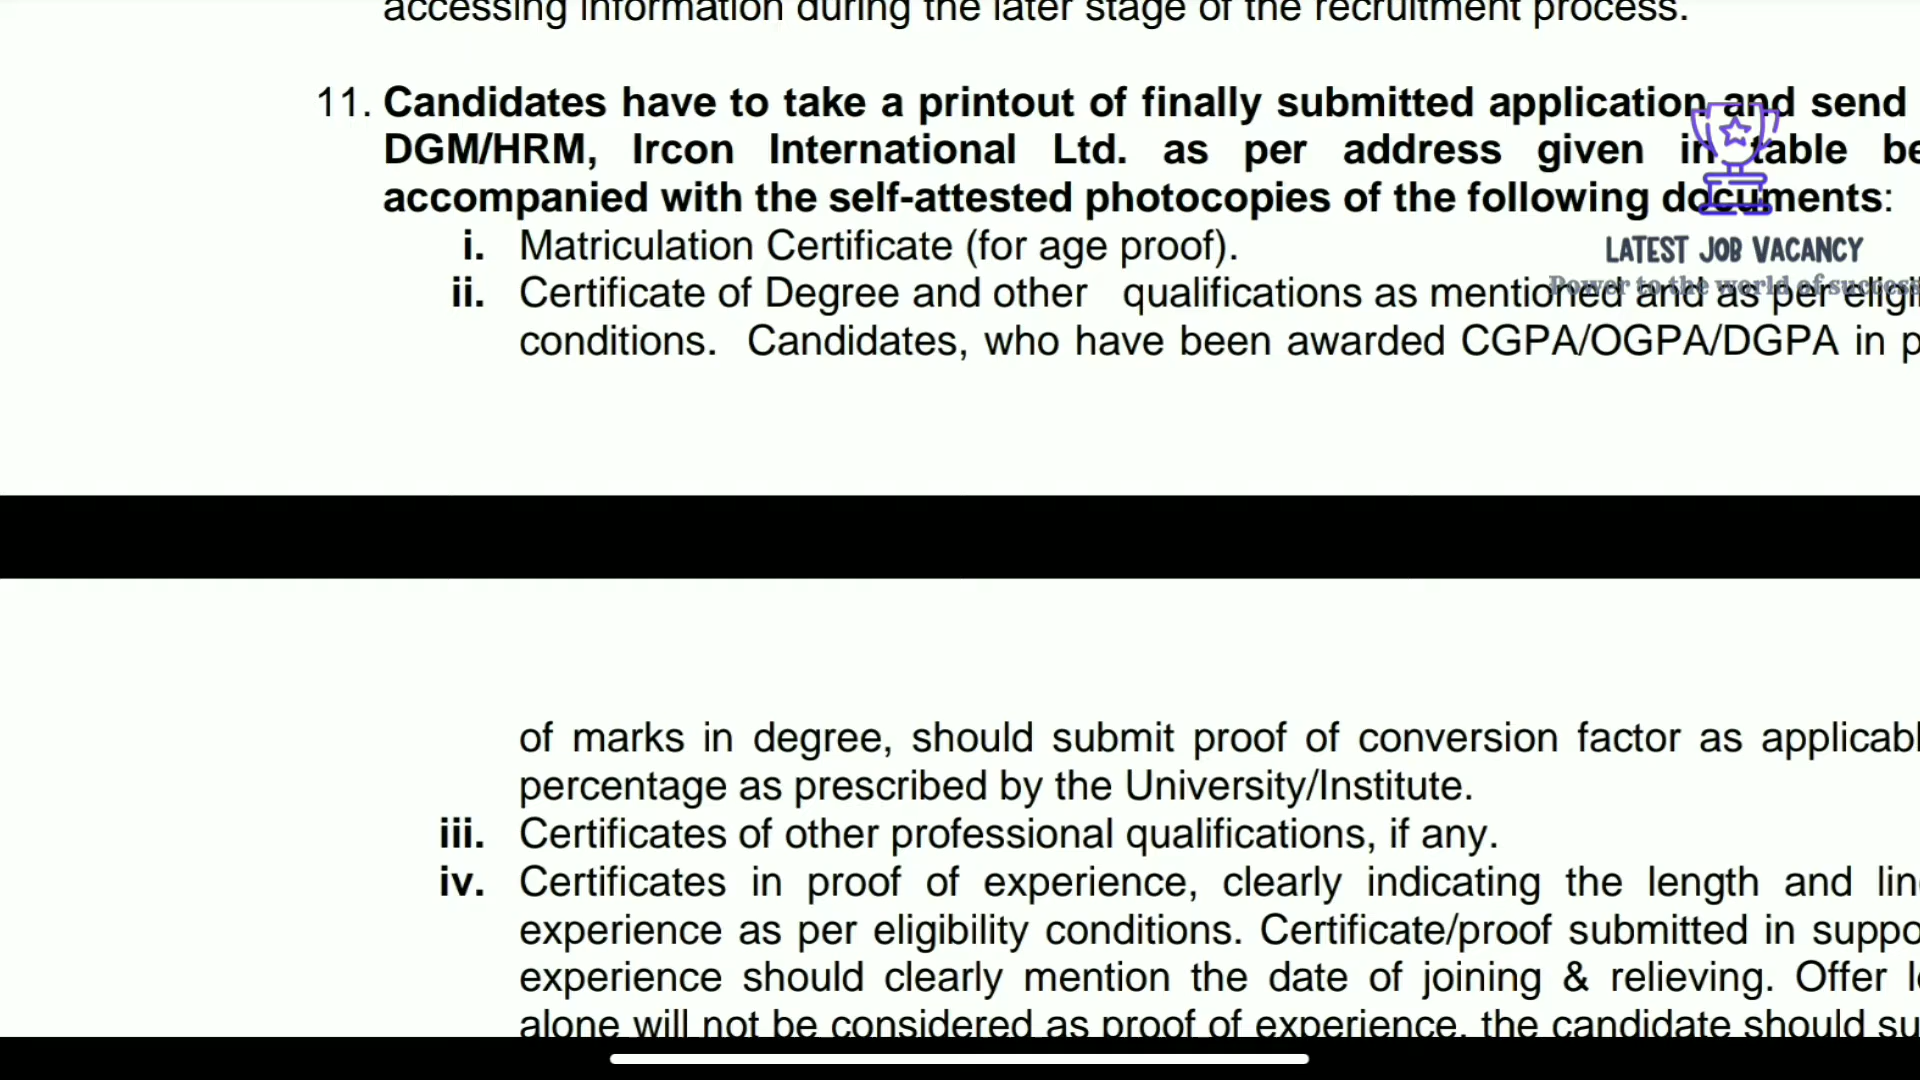 accessing information during the later stage of the recruitment process.
11. Candidates have to take a printout of finally submitted application and send
DGM/HRM, Ircon International Ltd. as per address given in table
accompanied with the self-attested photocopies of the following documents:
i. Matriculation Certificate (for age proof).
LATEST JOB VACANCY
ii. Certificate of Degree and other qualifications as mentioned and as per
Power to the world of success
conditions. Candidates, who have been awarded CGPA/OGPA/DGPA in
of marks in degree, should submit proof of conversion factor as
percentage as prescribed by the University/Institute.
iii. Certificates of other professional qualifications, if any.
iv. Certificates in proof of experience, clearly indicating the length and
experience as per eligibility conditions. Certificate/proof submitted in
experience should clearly mention the date of joining & relieving. Offer
alone will not be considered as proof of experience, the candidate should